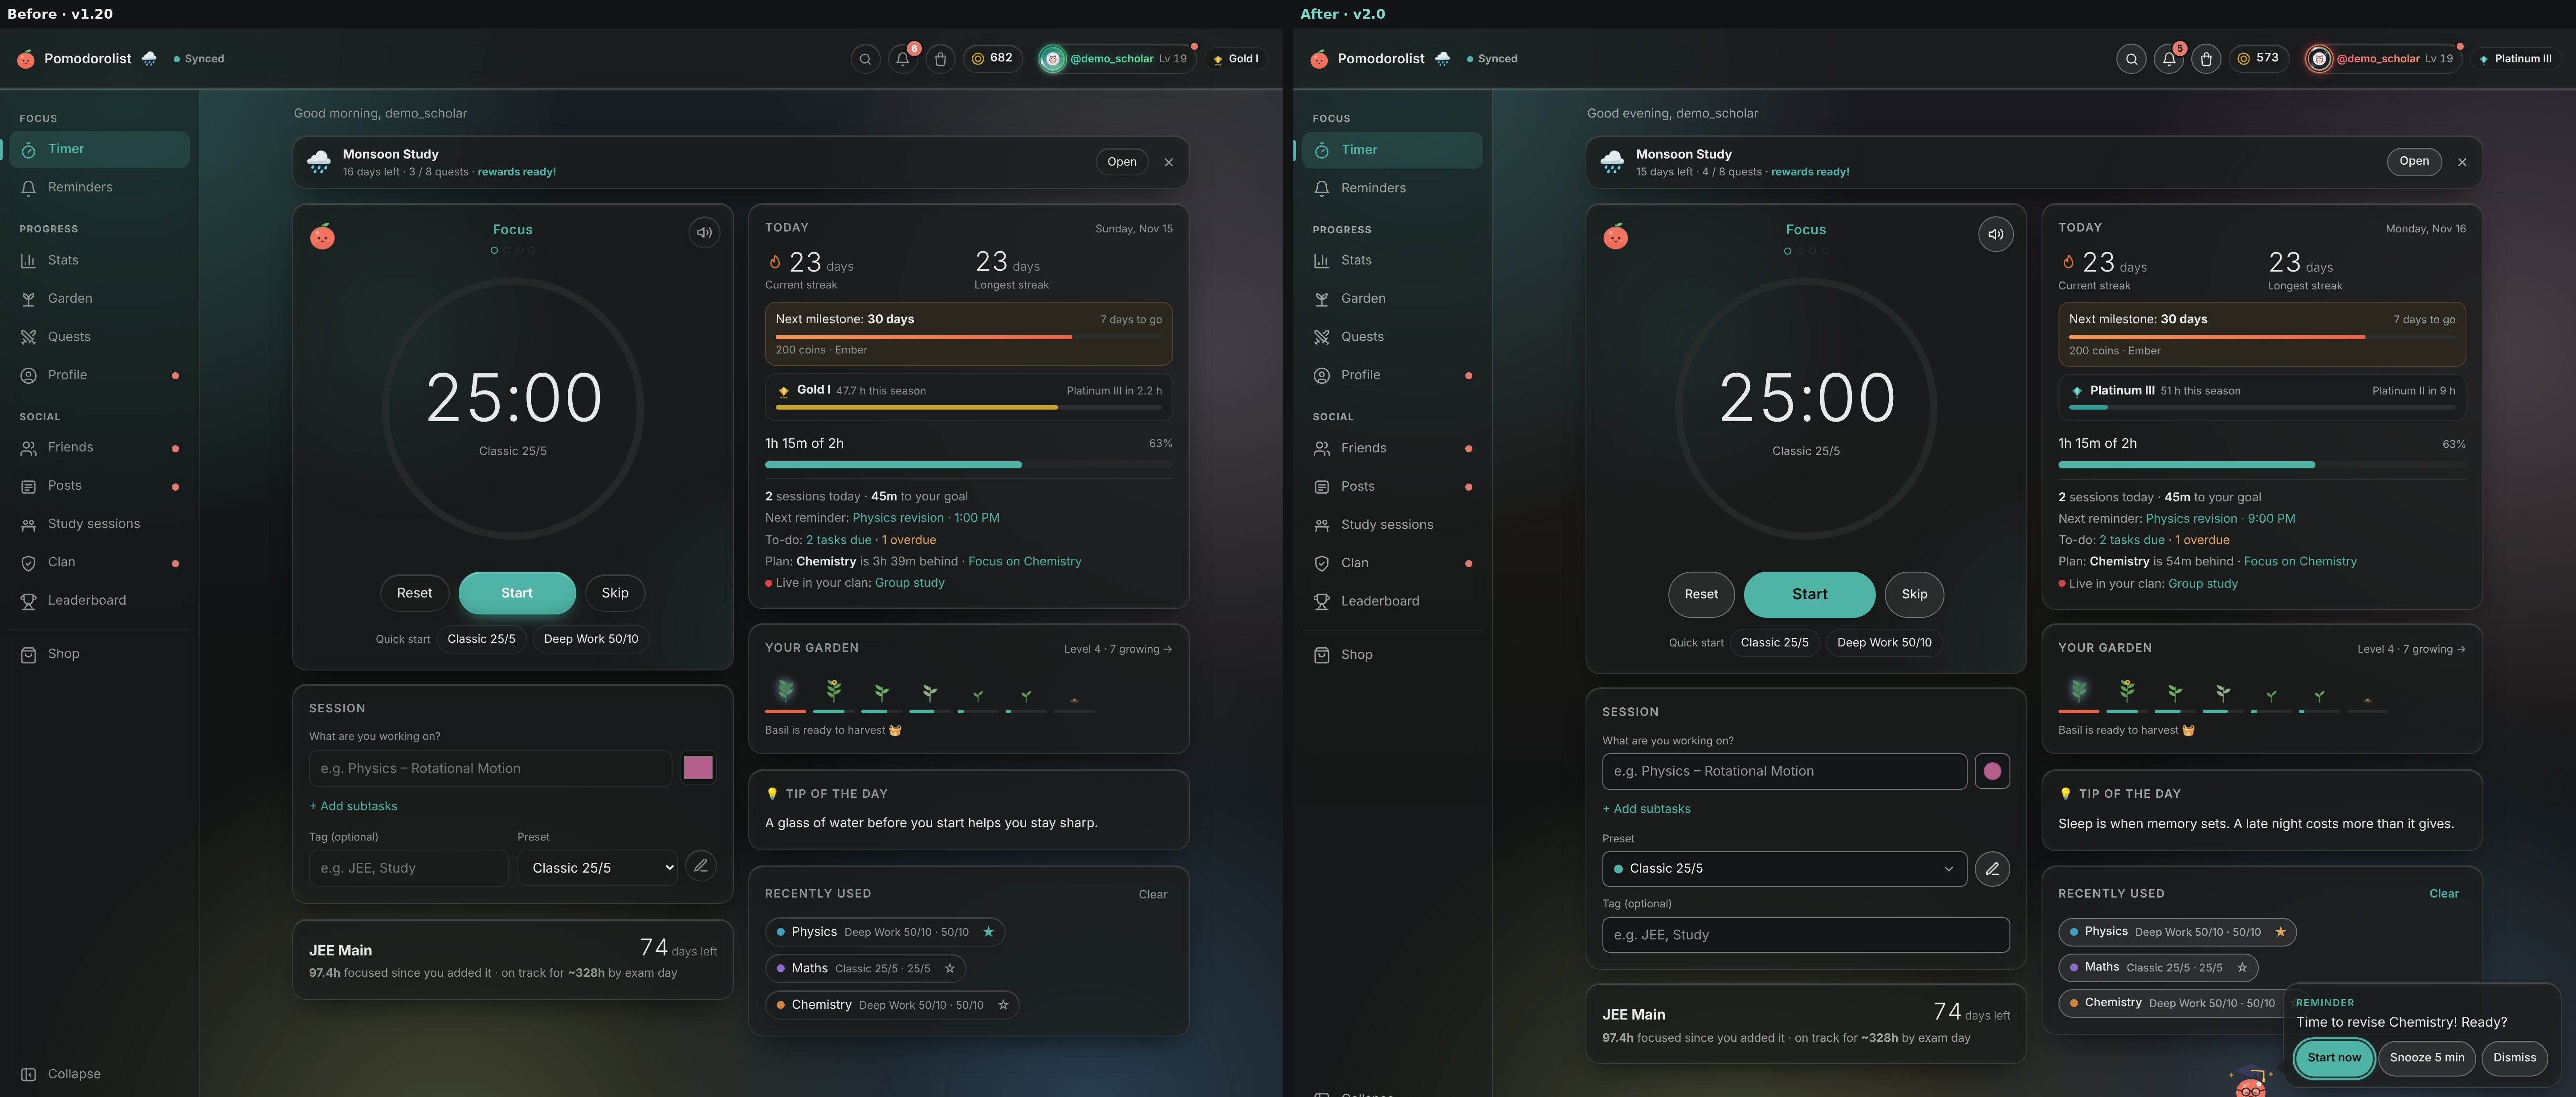 Before · v1.20
Pomodorolist
Synced
6
682
@demo_scholar Lv 19
Gold I
FOCUS
Timer
Reminders
PROGRESS
Stats
Garden
Quests
Profile
SOCIAL
Friends
Posts
Study sessions
Clan
Leaderboard
Shop
Collapse
Good morning, demo_scholar
Monsoon Study
16 days left · 3 / 8 quests · rewards ready!
Open
Focus
25:00
Classic 25/5
Reset
Start
Skip
Quick start
Classic 25/5
Deep Work 50/10
SESSION
What are you working on?
e.g. Physics – Rotational Motion
+ Add subtasks
Tag (optional)
Preset
e.g. JEE, Study
Classic 25/5
JEE Main
74 days left
97.4h focused since you added it · on track for ~328h by exam day
TODAY
Sunday, Nov 15
23 days
Current streak
23 days
Longest streak
Next milestone: 30 days
7 days to go
200 coins · Ember
Gold I 47.7 h this season
Platinum III in 2.2 h
1h 15m of 2h
63%
2 sessions today · 45m to your goal
Next reminder: Physics revision · 1:00 PM
To-do: 2 tasks due · 1 overdue
Plan: Chemistry is 3h 39m behind · Focus on Chemistry
Live in your clan: Group study
YOUR GARDEN
Level 4 · 7 growing →
Basil is ready to harvest
TIP OF THE DAY
A glass of water before you start helps you stay sharp.
RECENTLY USED
Clear
Physics Deep Work 50/10 · 50/10
Maths Classic 25/5 · 25/5
Chemistry Deep Work 50/10 · 50/10
After · v2.0
Pomodorolist
Synced
5
573
@demo_scholar Lv 19
Platinum III
FOCUS
Timer
Reminders
PROGRESS
Stats
Garden
Quests
Profile
SOCIAL
Friends
Posts
Study sessions
Clan
Leaderboard
Shop
Good evening, demo_scholar
Monsoon Study
15 days left · 4 / 8 quests · rewards ready!
Open
Focus
25:00
Classic 25/5
Reset
Start
Skip
Quick start
Classic 25/5
Deep Work 50/10
SESSION
What are you working on?
e.g. Physics – Rotational Motion
+ Add subtasks
Preset
Classic 25/5
Tag (optional)
e.g. JEE, Study
JEE Main
74 days left
97.4h focused since you added it · on track for ~328h by exam day
TODAY
Monday, Nov 16
23 days
Current streak
23 days
Longest streak
Next milestone: 30 days
7 days to go
200 coins · Ember
Platinum III 51 h this season
Platinum II in 9 h
1h 15m of 2h
63%
2 sessions today · 45m to your goal
Next reminder: Physics revision · 9:00 PM
To-do: 2 tasks due · 1 overdue
Plan: Chemistry is 54m behind · Focus on Chemistry
Live in your clan: Group study
YOUR GARDEN
Level 4 · 7 growing →
Basil is ready to harvest
TIP OF THE DAY
Sleep is when memory sets. A late night costs more than it gives.
RECENTLY USED
Clear
Physics Deep Work 50/10 · 50/10
Maths Classic 25/5 · 25/5
Chemistry Deep Work 50/10 · 50/10
REMINDER
Time to revise Chemistry! Ready?
Start now
Snooze 5 min
Dismiss